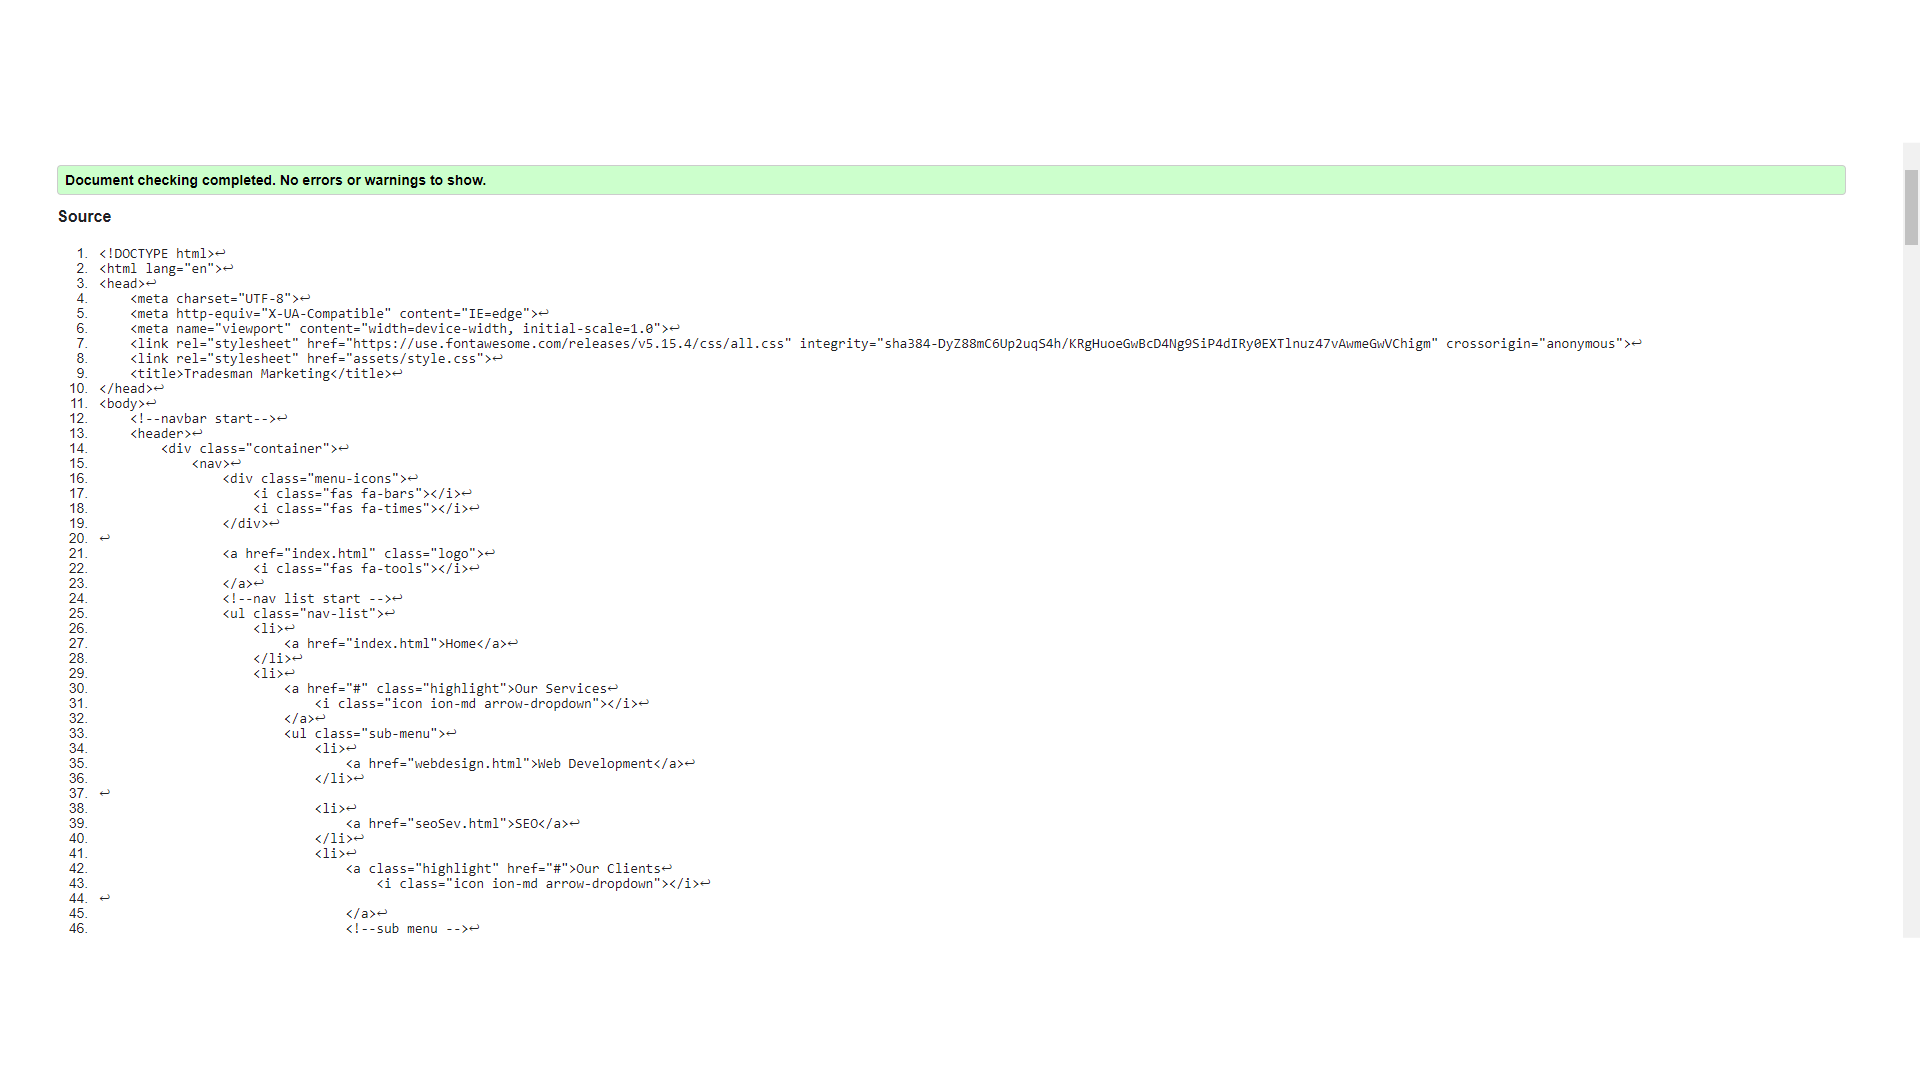 Document checking completed. No errors or warnings to show.
Source
1. <!DOCTYPE html>↩
2. <html lang="en">↩
3. <head>↩
4.     <meta charset="UTF-8">↩
5.     <meta http-equiv="X-UA-Compatible" content="IE=edge">↩
6.     <meta name="viewport" content="width=device-width, initial-scale=1.0">↩
7.     <link rel="stylesheet" href="https://use.fontawesome.com/releases/v5.15.4/css/all.css" integrity="sha384-DyZ88mC6Up2uqS4h/KRgHuoeGwBcD4Ng9SiP4dIRy0EXTlnuz47vAwmeGwVChigm" crossorigin="anonymous">↩
8.     <link rel="stylesheet" href="assets/style.css">↩
9.     <title>Tradesman Marketing</title>↩
10. </head>↩
11. <body>↩
12.     <!--navbar start-->↩
13.     <header>↩
14.         <div class="container">↩
15.             <nav>↩
16.                 <div class="menu-icons">↩
17.                     <i class="fas fa-bars"></i>↩
18.                     <i class="fas fa-times"></i>↩
19.                 </div>↩
20. ↩
21.                 <a href="index.html" class="logo">↩
22.                     <i class="fas fa-tools"></i>↩
23.                 </a>↩
24.                 <!--nav list start -->↩
25.                 <ul class="nav-list">↩
26.                     <li>↩
27.                         <a href="index.html">Home</a>↩
28.                     </li>↩
29.                     <li>↩
30.                         <a href="#" class="highlight">Our Services↩
31.                             <i class="icon ion-md arrow-dropdown"></i>↩
32.                         </a>↩
33.                         <ul class="sub-menu">↩
34.                             <li>↩
35.                                 <a href="webdesign.html">Web Development</a>↩
36.                             </li>↩
37. ↩
38.                             <li>↩
39.                                 <a href="seoSev.html">SEO</a>↩
40.                             </li>↩
41.                             <li>↩
42.                                 <a class="highlight" href="#">Our Clients↩
43.                                     <i class="icon ion-md arrow-dropdown"></i>↩
44. ↩
45.                                 </a>↩
46.                                 <!--sub menu -->↩